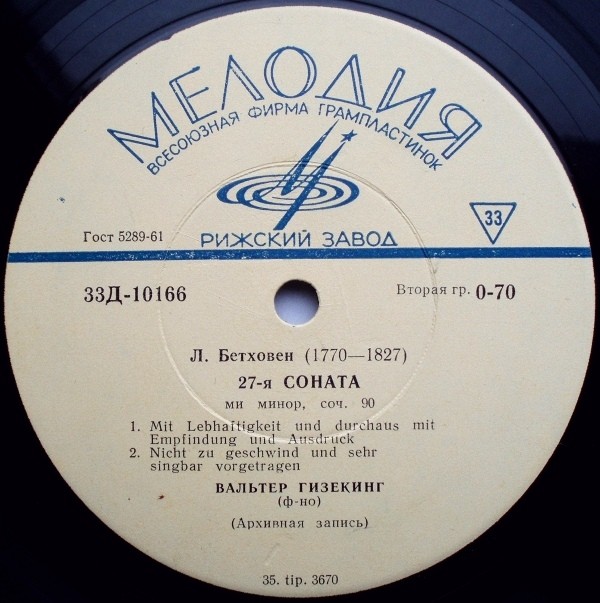 МЕЛОДИЯ
ВСЕСОЮЗНАЯ ФИРМА ГРАМПЛАСТИНОК
33
Гост 5289-61
РИЖСКИЙ ЗАВОД
33Д-10166
Вторая гр. 0-70
Л. Бетховен (1770—1827)
27-я СОНАТА
ми минор, соч. 90
1. Mit Lebhaftigkeit und durchaus mit
Empfindung und Ausdruck
2. Nicht zu geschwind und sehr
singbar vorgetragen
ВАЛЬТЕР ГИЗЕКИНГ
(ф-но)
(Архивная запись)
35. tip. 3670